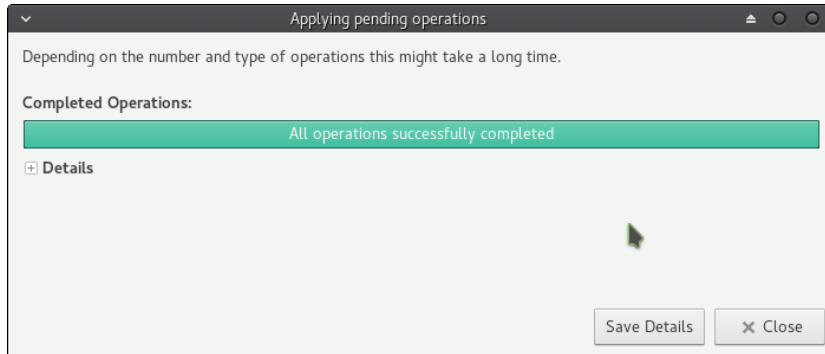 Applying pending operations
Depending on the number and type of operations this might take a long time.
Completed Operations:
All operations successfully completed
Details
Save Details
Close